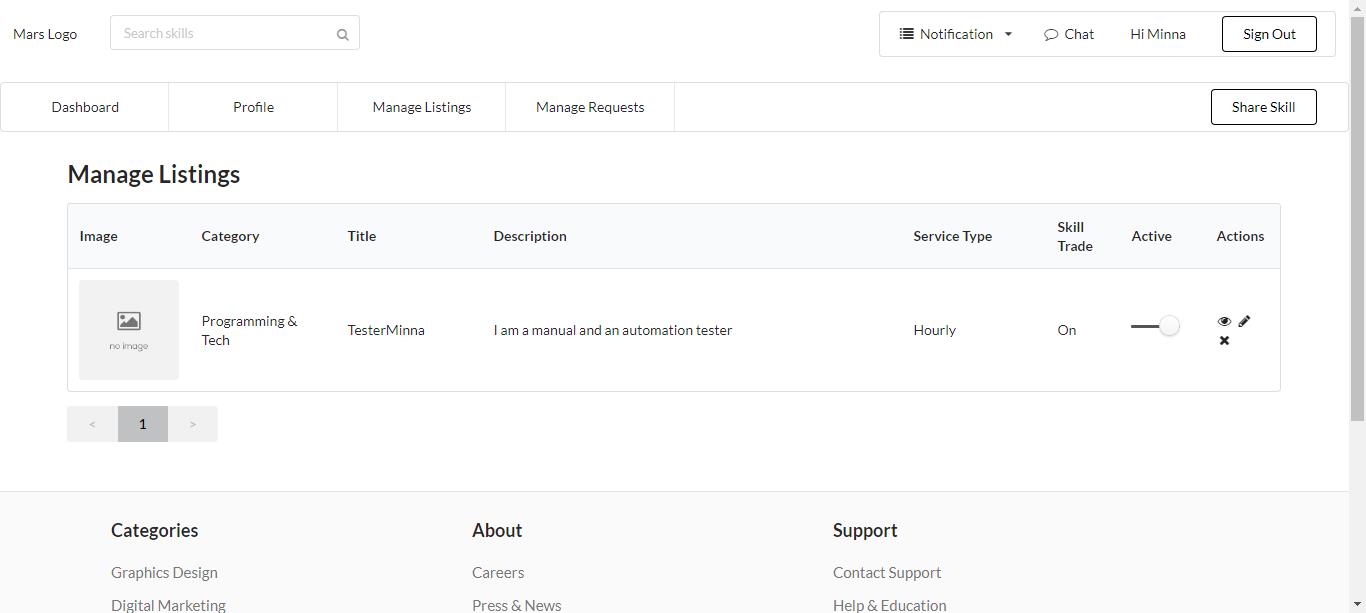 Mars Logo
Search skills
Notification
Chat
Hi Minna
Sign Out
Dashboard
Profile
Manage Listings
Manage Requests
Share Skill
Manage Listings
Image
Category
Title
Description
Service Type
Skill
Trade
Active
Actions
no image
Programming &
Tech
TesterMinna
I am a manual and an automation tester
Hourly
On
<
1
>
Categories
About
Support
Graphics Design
Careers
Contact Support
Digital Marketing
Press & News
Help & Education